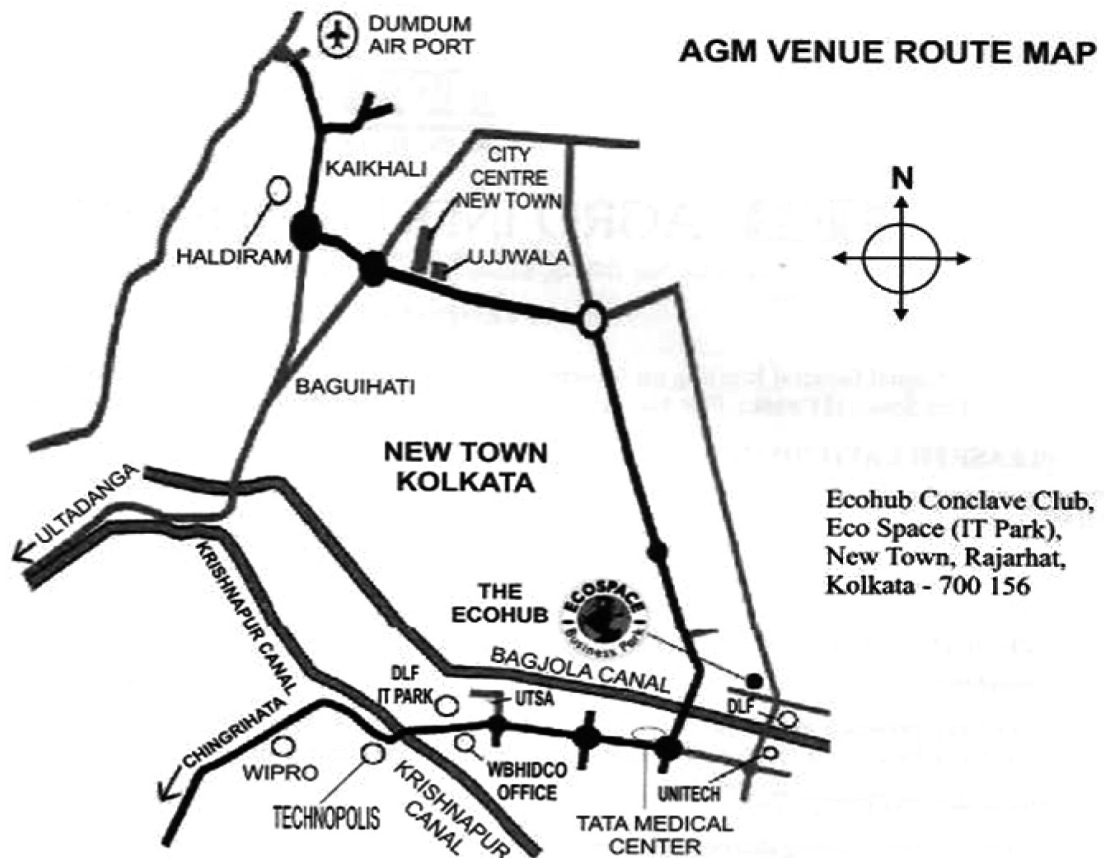 DUMDUM
AIR PORT
AGM VENUE ROUTE MAP
KAIKHALI
CITY
CENTRE
NEW TOWN
N
HALDIRAM
UJJWALA
BAGUIHATI
NEW TOWN
KOLKATA
ULTADANGA
Ecohub Conclave Club,
Eco Space (IT Park),
New Town, Rajarhat,
Kolkata - 700 156
KRISHNAPUR CANAL
THE
ECOHUB
ECOSPACE
Business Park
BAGJOLA CANAL
DLF
IT PARK
UTSA
DLF
CHINGRIHATA
WIPRO
TECHNOPOLIS
KRISHNAPUR
CANAL
WBHIDCO
OFFICE
UNITECH
TATA MEDICAL
CENTER